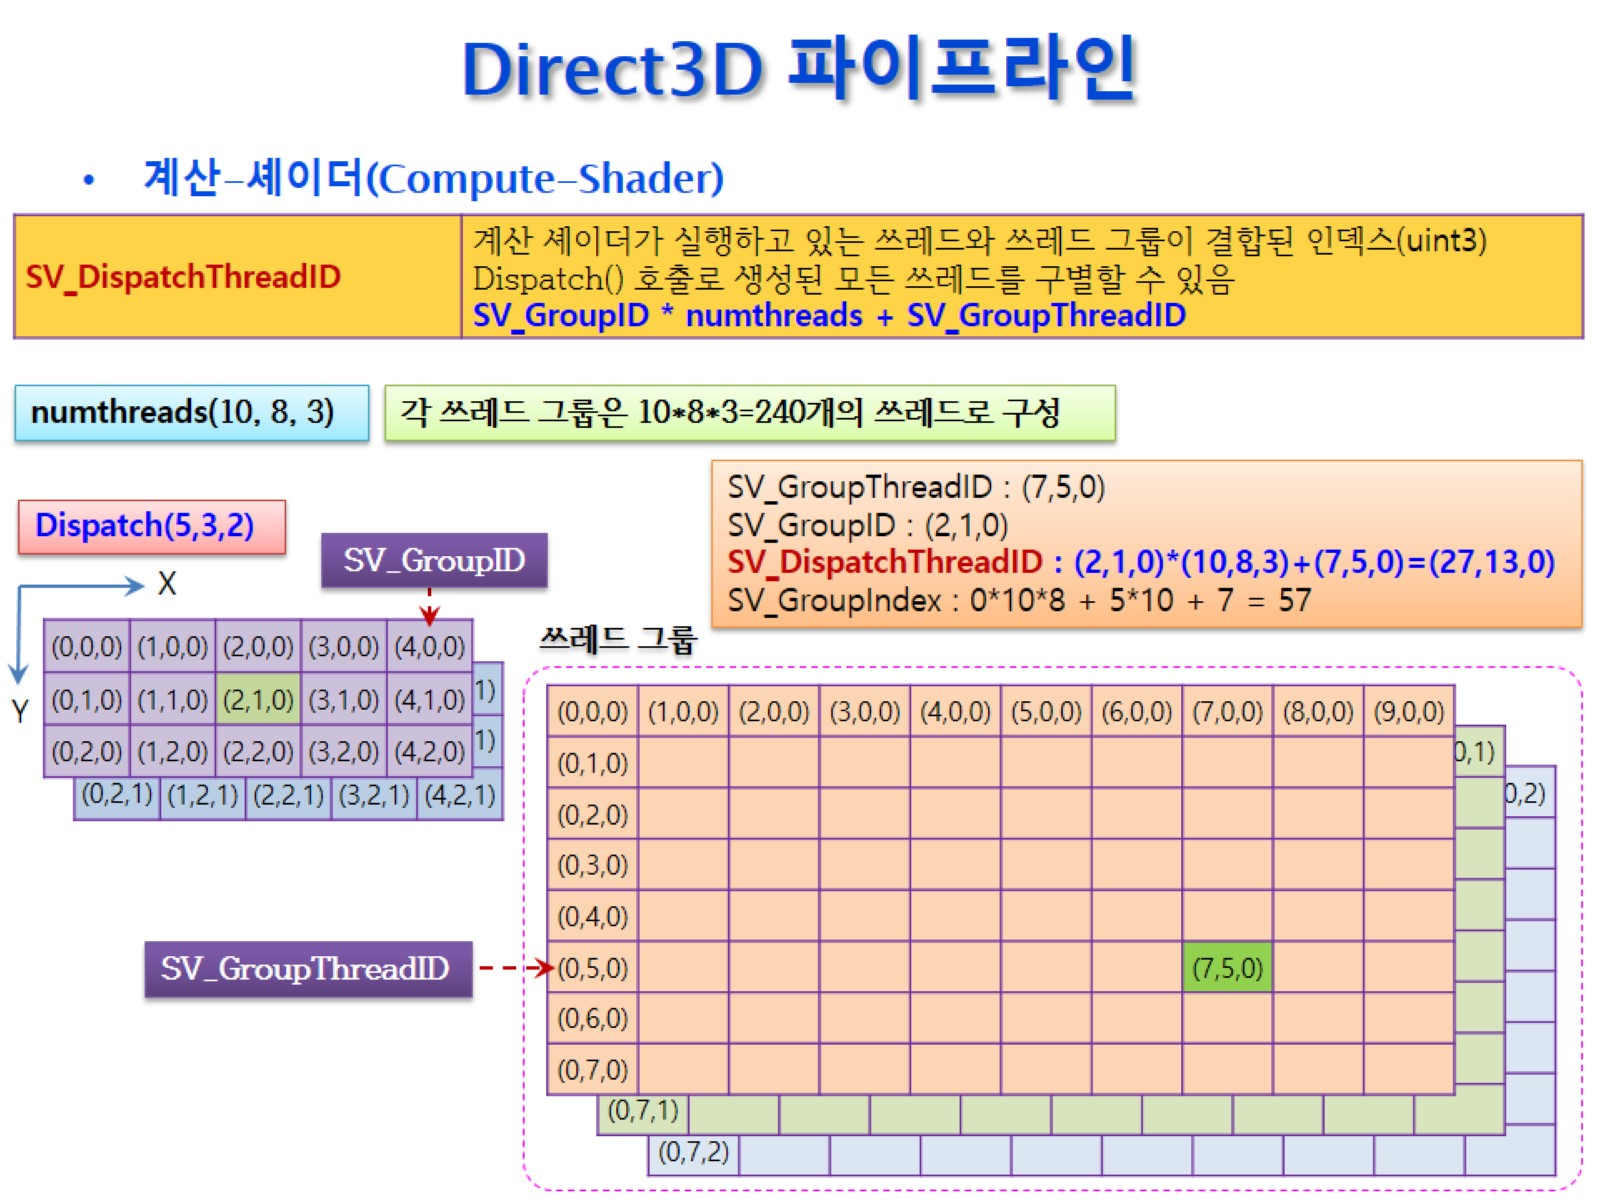 Direct3D 파이프라인
• 계산-셰이더(Compute-Shader)
SV_DispatchThreadID
계산 셰이더가 실행하고 있는 쓰레드와 쓰레드 그룹이 결합된 인덱스(uint3)
Dispatch() 호출로 생성된 모든 쓰레드를 구별할 수 있음
SV_GroupID * numthreads + SV_GroupThreadID
numthreads(10, 8, 3)
각 쓰레드 그룹은 10*8*3=240개의 쓰레드로 구성
SV_GroupThreadID : (7,5,0)
SV_GroupID : (2,1,0)
SV_DispatchThreadID : (2,1,0)*(10,8,3)+(7,5,0)=(27,13,0)
SV_GroupIndex : 0*10*8 + 5*10 + 7 = 57
Dispatch(5,3,2)
SV_GroupID
X
Y
(0,0,0) (1,0,0) (2,0,0) (3,0,0) (4,0,0)
(0,1,0) (1,1,0) (2,1,0) (3,1,0) (4,1,0)
1)
(0,2,0) (1,2,0) (2,2,0) (3,2,0) (4,2,0)
1)
(0,2,1) (1,2,1) (2,2,1) (3,2,1) (4,2,1)
쓰레드 그룹
(0,0,0) (1,0,0) (2,0,0) (3,0,0) (4,0,0) (5,0,0) (6,0,0) (7,0,0) (8,0,0) (9,0,0)
0,1)
(0,1,0)
0,2)
(0,2,0)
(0,3,0)
(0,4,0)
SV_GroupThreadID
(0,5,0) (7,5,0)
(0,6,0)
(0,7,0)
(0,7,1)
(0,7,2)